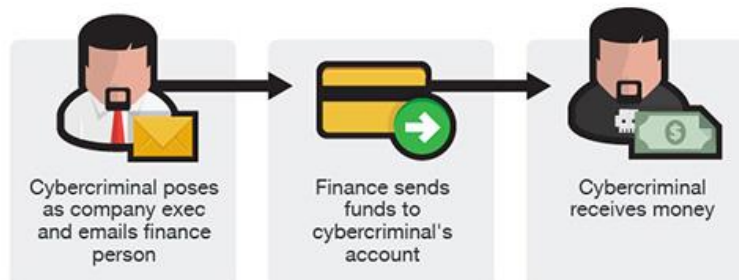 Cybercriminal poses
as company exec
and emails finance
person
Finance sends
funds to
cybercriminal's
account
$
Cybercriminal
receives money